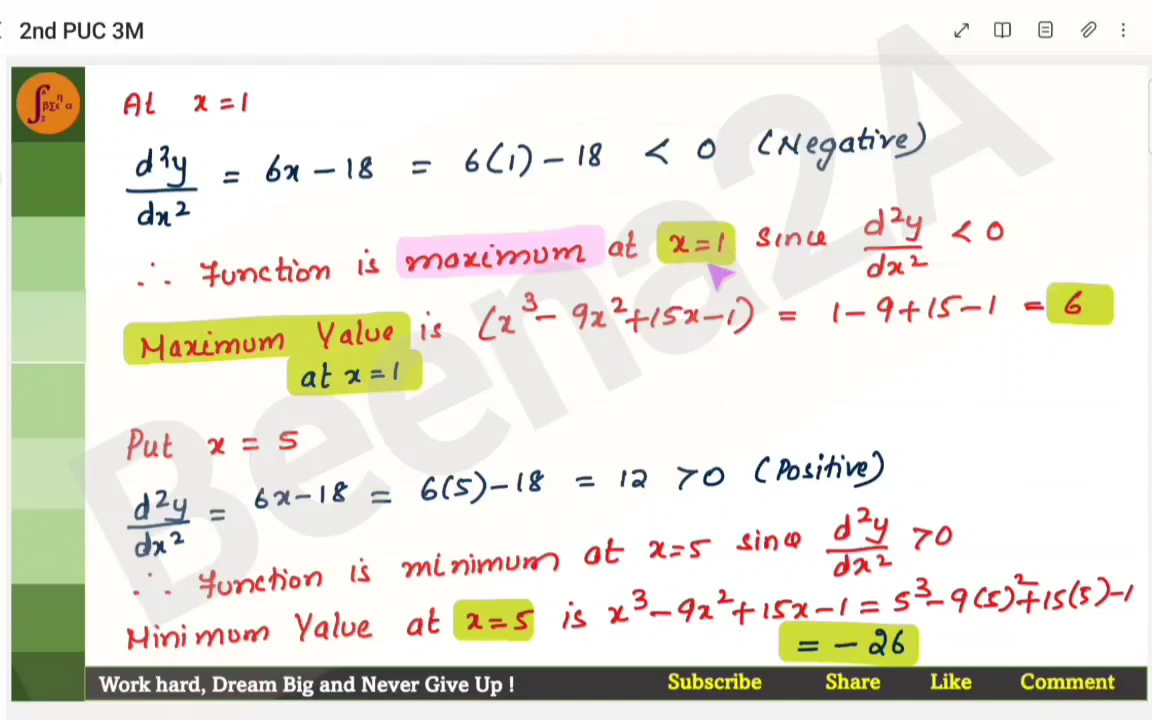 2nd PUC 3M
At x = 1
d²y/dx² = 6x - 18 = 6(1) - 18 < 0 (Negative)
∴ Function is maximum at x=1 since d²y/dx² < 0
Maximum Value is (x³ - 9x² + 15x - 1) = 1 - 9 + 15 - 1 = 6
at x = 1
Put x = 5
d²y/dx² = 6x - 18 = 6(5) - 18 = 12 > 0 (Positive)
∴ Function is minimum at x=5 since d²y/dx² > 0
Minimum Value at x=5 is x³ - 9x² + 15x - 1 = 5³ - 9(5)² + 15(5) - 1
= - 26
Beena2A
Work hard, Dream Big and Never Give Up ! Subscribe Share Like Comment